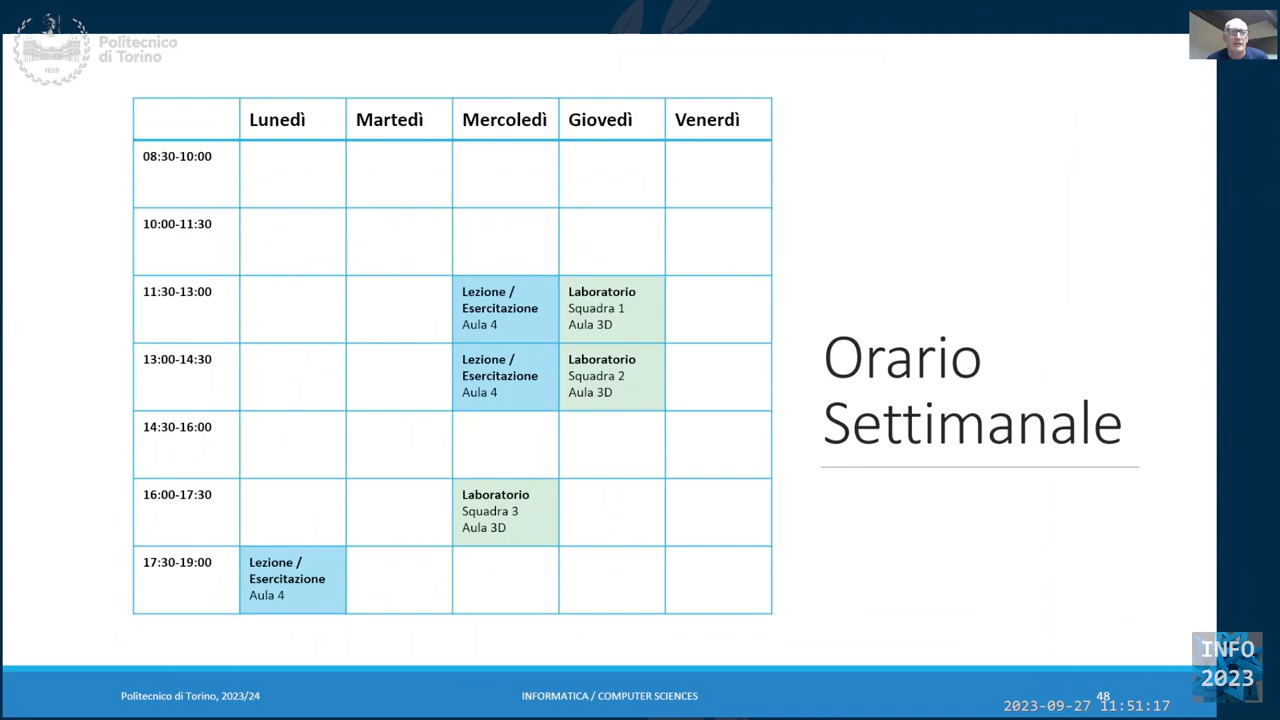 Politecnico
di Torino
1859
Lunedì Martedì Mercoledì Giovedì Venerdì
08:30-10:00
10:00-11:30
11:30-13:00
Lezione /
Esercitazione
Aula 4
Laboratorio
Squadra 1
Aula 3D
13:00-14:30
Lezione /
Esercitazione
Aula 4
Laboratorio
Squadra 2
Aula 3D
14:30-16:00
16:00-17:30
Laboratorio
Squadra 3
Aula 3D
17:30-19:00
Lezione /
Esercitazione
Aula 4
Orario
Settimanale
Politecnico di Torino, 2023/24
INFORMATICA / COMPUTER SCIENCES
48
2023-09-27 11:51:17
INFO
2023